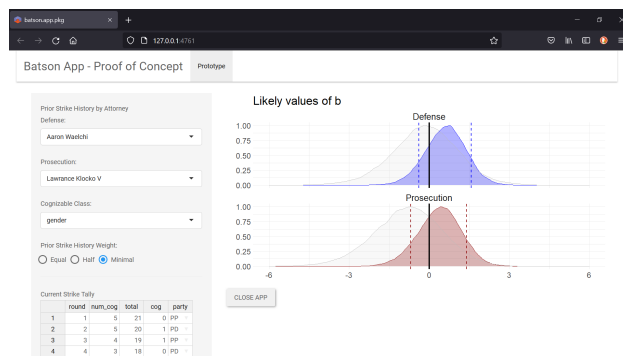 batson.app.pkg
127.0.0.1:4761
Batson App - Proof of Concept
Prototype
Prior Strike History by Attorney
Defense:
Aaron Waelchi
Prosecution:
Lawrance Klocko V
Cognizable Class:
gender
Prior Strike History Weight:
Equal Half Minimal
Current Strike Tally
round num_cog total cog party
1 1 5 21 0 PP
2 2 5 20 1 PD
3 3 4 19 1 PP
4 4 3 18 0 PD
Likely values of b
Defense
1.00
0.75
0.50
0.25
0.00
Prosecution
1.00
0.75
0.50
0.25
0.00
-6 -3 0 3 6
CLOSE APP